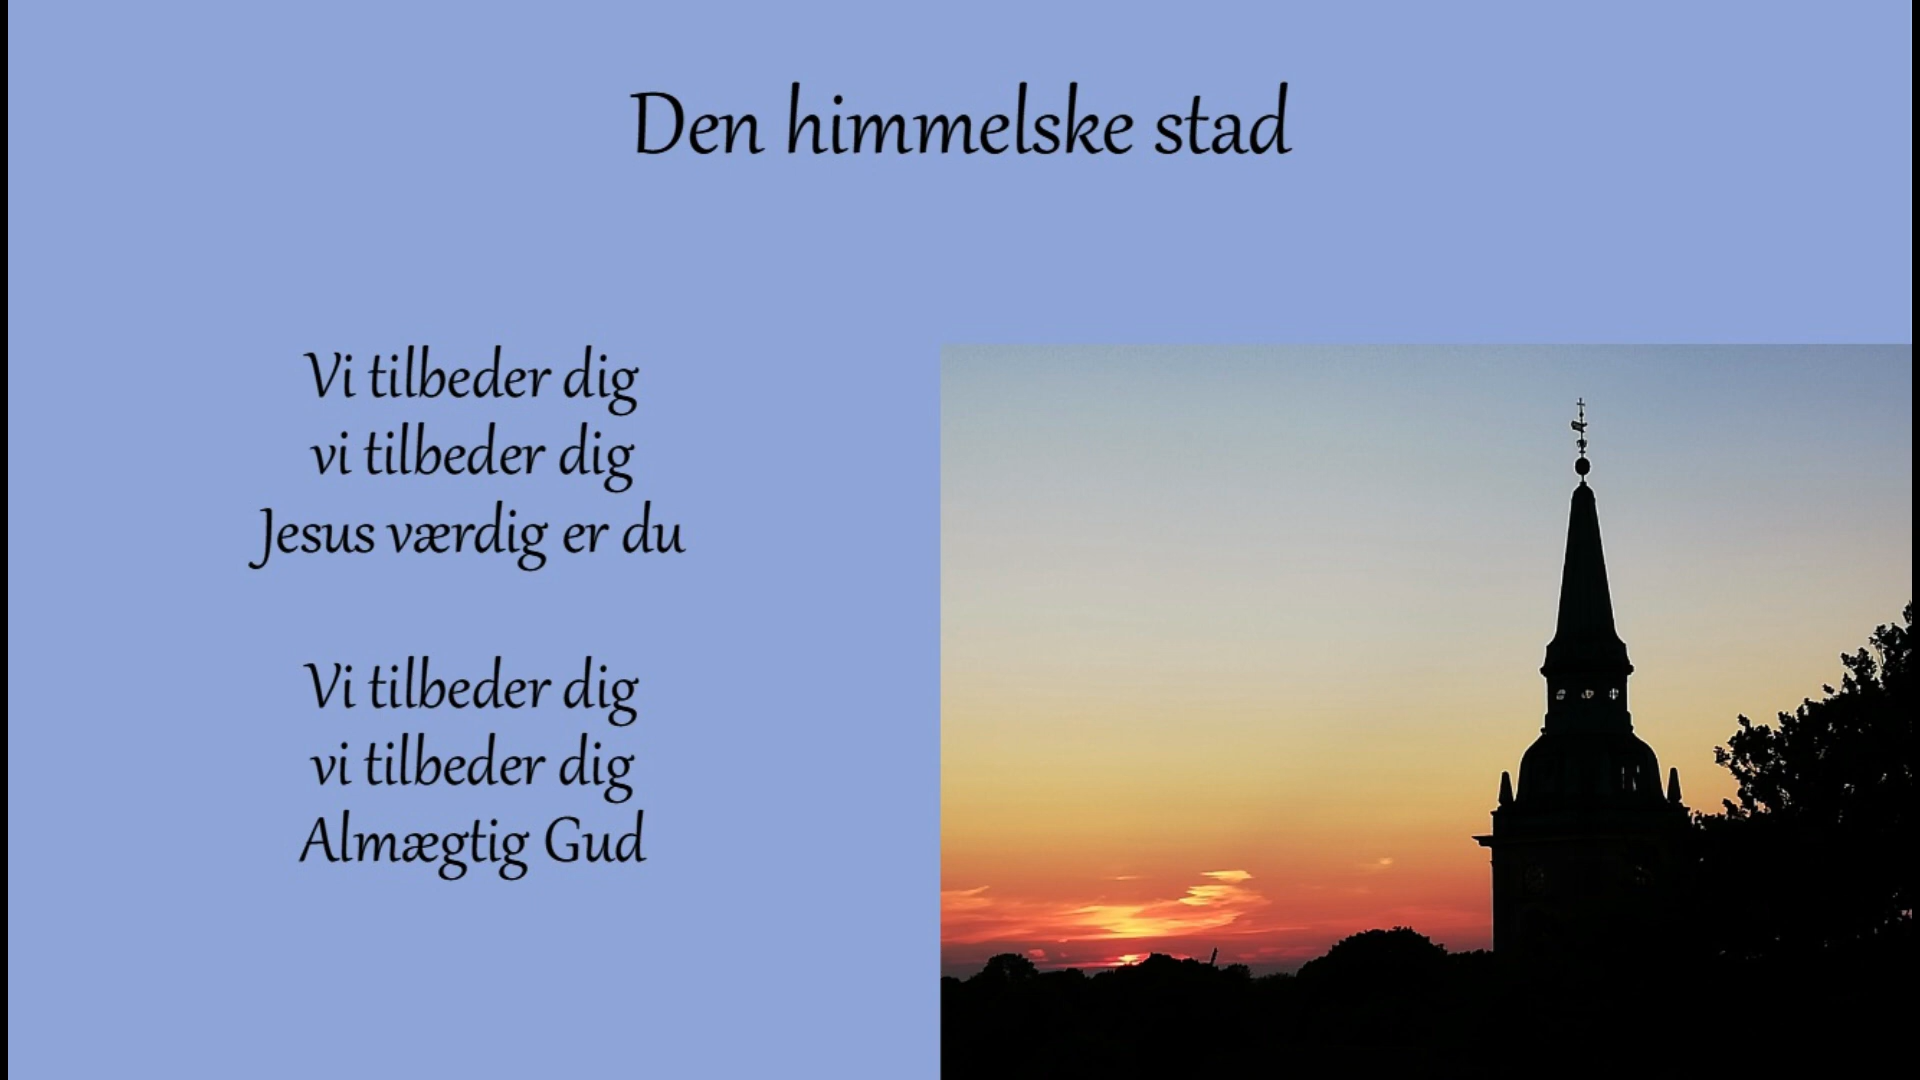 Den himmelske stad
Vi tilbeder dig
vi tilbeder dig
Jesus værdig er du
Vi tilbeder dig
vi tilbeder dig
Almægtig Gud